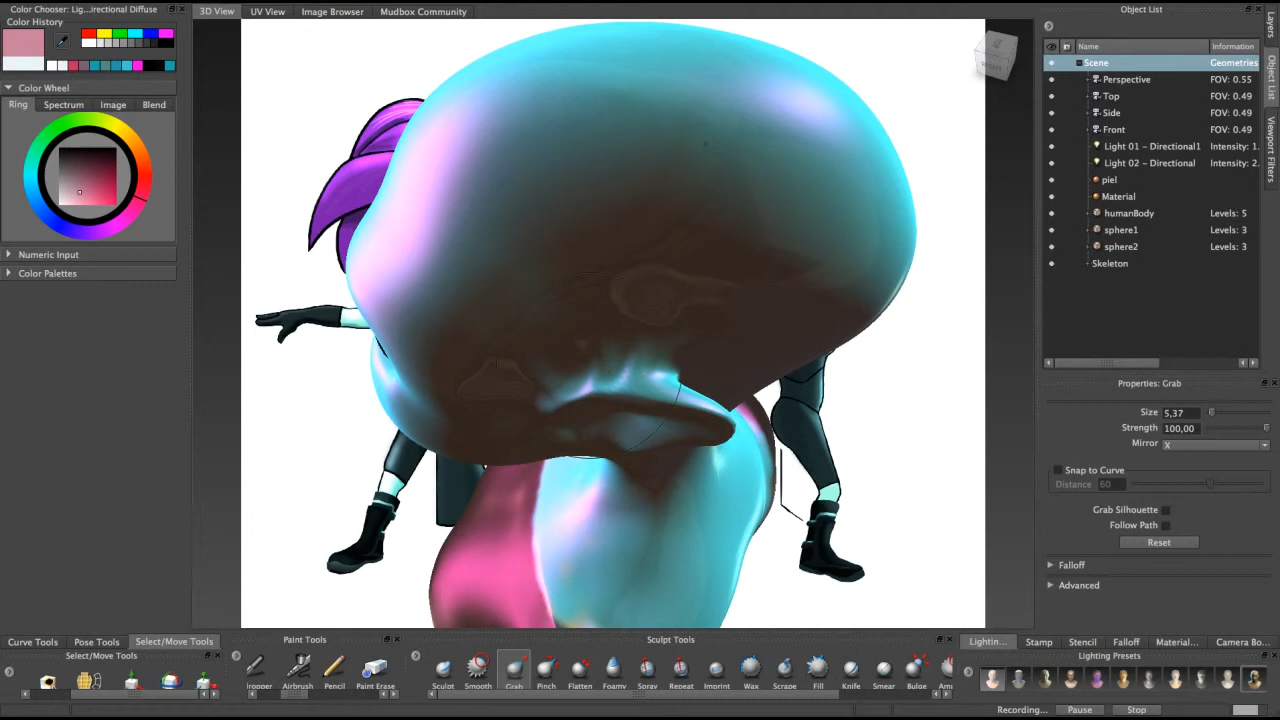 Color Chooser: Lig...irectional Diffuse
3D View
UV View
Image Browser
Mudbox Community
Object List
Color History
Color Wheel
Ring
Spectrum
Image
Blend
Numeric Input
Color Palettes
RIGHT
Name
Information
Scene
Geometries
Perspective
FOV: 0.55
Top
FOV: 0.49
Side
FOV: 0.49
Front
FOV: 0.49
Light 01 - Directional1
Intensity: 1.
Light 02 - Directional
Intensity: 2.
piel
Material
humanBody
Levels: 5
sphere1
Levels: 3
sphere2
Levels: 3
Skeleton
Layers
Object List
Viewport Filters
Properties: Grab
Size
5,37
Strength
100,00
Mirror
X
Snap to Curve
Distance
60
Grab Silhouette
Follow Path
Reset
Falloff
Advanced
Curve Tools
Pose Tools
Select/Move Tools
Select/Move Tools
Paint Tools
ropper
Airbrush
Pencil
Paint Erase
Sculpt Tools
Sculpt
Smooth
Grab
Pinch
Flatten
Foamy
Spray
Repeat
Imprint
Wax
Scrape
Fill
Knife
Smear
Bulge
Am
Lightin...
Stamp
Stencil
Falloff
Material...
Camera Bo...
Lighting Presets
Recording...
Pause
Stop